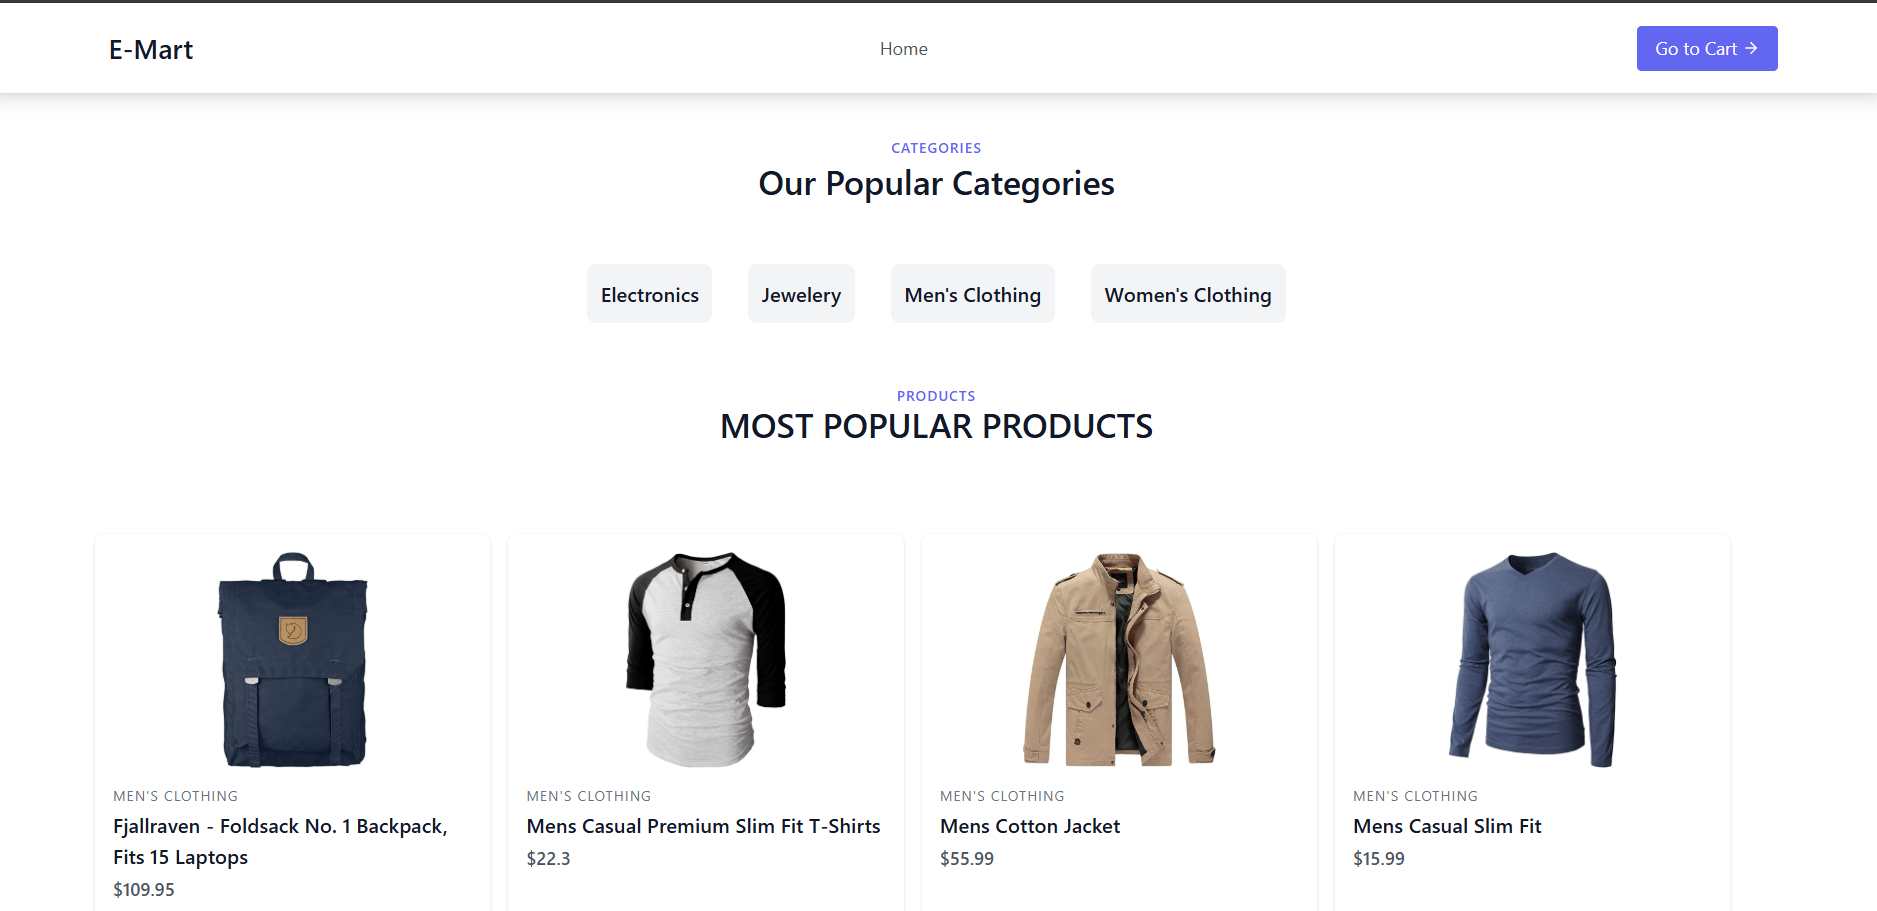 E-Mart
Home
Go to Cart →
CATEGORIES
Our Popular Categories
Electronics
Jewelery
Men's Clothing
Women's Clothing
PRODUCTS
MOST POPULAR PRODUCTS
MEN'S CLOTHING
Fjallraven - Foldsack No. 1 Backpack,
Fits 15 Laptops
$109.95
MEN'S CLOTHING
Mens Casual Premium Slim Fit T-Shirts
$22.3
MEN'S CLOTHING
Mens Cotton Jacket
$55.99
MEN'S CLOTHING
Mens Casual Slim Fit
$15.99